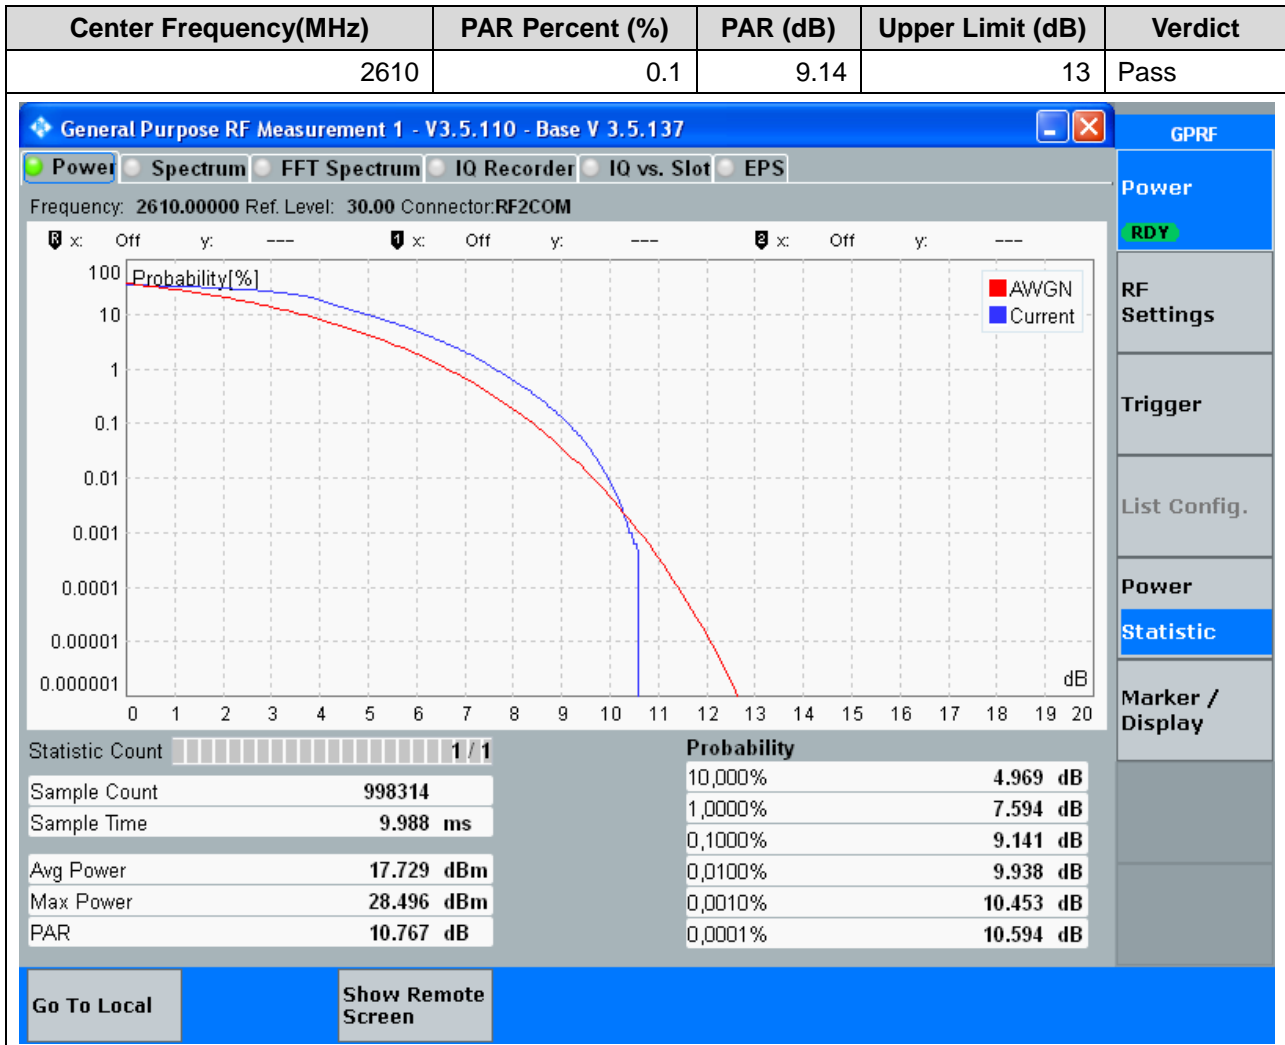 Center Frequency(MHz) PAR Percent (%) PAR (dB) Upper Limit (dB) Verdict
2610 0.1 9.14 13 Pass
General Purpose RF Measurement 1 - V3.5.110 - Base V 3.5.137
GPRF
Power Spectrum FFT Spectrum IQ Recorder IQ vs. Slot EPS
Frequency: 2610.00000 Ref. Level: 30.00 Connector:RF2COM
R x: Off y: --- 1 x: Off y: --- 2 x: Off y: ---
Probability[%]
100
10
1
0.1
0.01
0.001
0.0001
0.00001
0.000001
AWGN
Current
dB
0 1 2 3 4 5 6 7 8 9 10 11 12 13 14 15 16 17 18 19 20
Statistic Count 1 / 1
Sample Count 998314
Sample Time 9.988 ms
Avg Power 17.729 dBm
Max Power 28.496 dBm
PAR 10.767 dB
Probability
10,000% 4.969 dB
1,0000% 7.594 dB
0,1000% 9.141 dB
0,0100% 9.938 dB
0,0010% 10.453 dB
0,0001% 10.594 dB
Power
RDY
RF
Settings
Trigger
List Config.
Power
Statistic
Marker /
Display
Go To Local
Show Remote
Screen